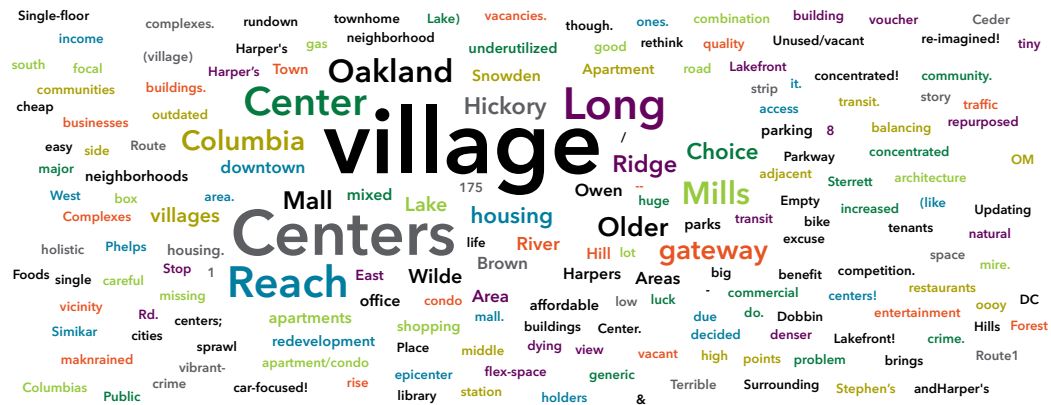 Single-floor
complexes.
rundown
townhome
Lake)
vacancies.
though.
ones.
combination
building
voucher
Ceder
income
(village)
Harper's
gas
neighborhood
underutilized
good
rethink
quality
Unused/vacant
re-imagined!
tiny
south
focal
Harper's
Town
Oakland
Snowden
Apartment
road
Lakefront
strip
it.
concentrated!
community.
communities
buildings.
Center
Hickory
Long
access
transit.
story
traffic
cheap
businesses
outdated
Columbia
village
/
parking
8
balancing
repurposed
easy
side
Route
downtown
Ridge
Choice
Parkway
concentrated
OM
major
neighborhoods
175
Owen
--
huge
Mills
adjacent
Sterrett
architecture
West
box
area.
Mall
mixed
Lake
housing
Older
parks
transit
Empty
bike
increased
(like
Updating
Complexes
villages
Centers
life
River
Hill
lot
gateway
excuse
tenants
natural
holistic
Phelps
housing.
Brown
space
mire.
Foods
single
careful
Stop
1
Reach
East
Wilde
Harpers
Areas
big
benefit
competition.
restaurants
missing
office
condo
Area
affordable
low
luck
-
commercial
centers!
oooy
DC
vicinity
Rd.
centers;
apartments
shopping
mall.
buildings
Center.
due
do.
Dobbin
entertainment
Hills
Forest
Simikar
cities
sprawl
redevelopment
Place
middle
dying
view
vacant
decided
denser
Lakefront!
crime.
maknrained
vibrant-
apartment/condo
epicenter
flex-space
generic
high
points
problem
brings
Route1
Columbias
Public
crime
car-focused!
rise
library
station
holders
&
Terrible
Surrounding
Stephen's
andHarper's